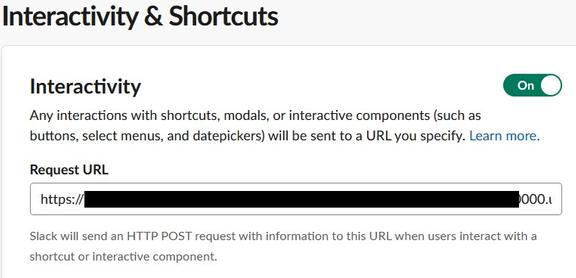 Interactivity & Shortcuts
Interactivity
On
Any interactions with shortcuts, modals, or interactive components (such as
buttons, select menus, and datepickers) will be sent to a URL you specify. Learn more.
Request URL
https://
Slack will send an HTTP POST request with information to this URL when users interact with a
shortcut or interactive component.